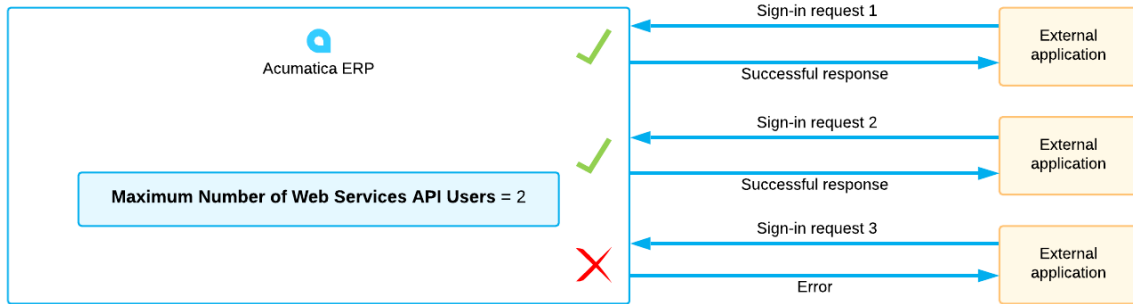 Acumatica ERP
Maximum Number of Web Services API Users = 2
Sign-in request 1
Successful response
External
application
Sign-in request 2
Successful response
External
application
Sign-in request 3
Error
External
application